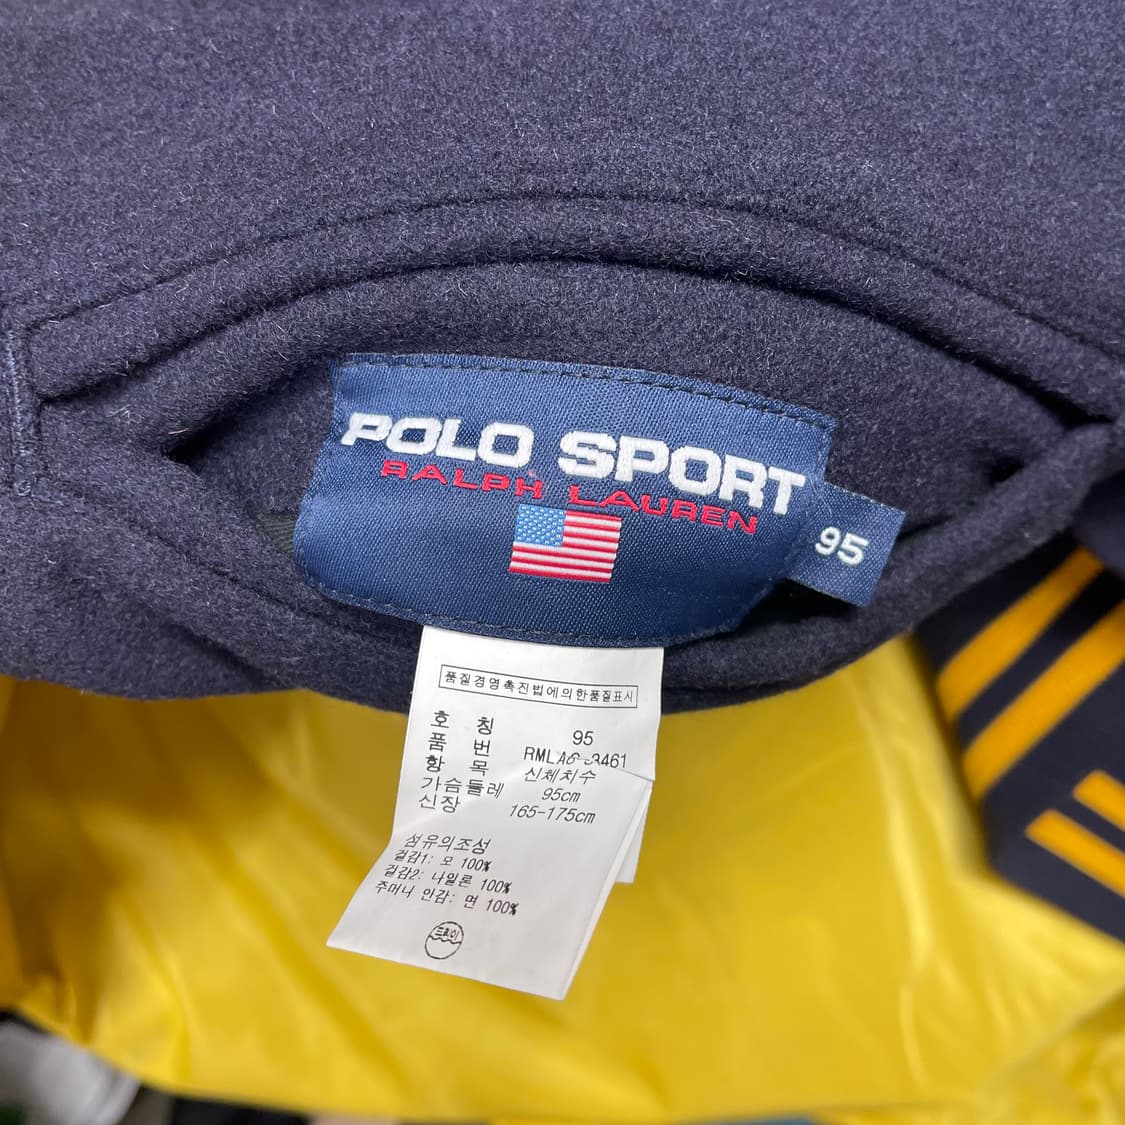 POLO SPORT
RALPH LAUREN
95
품질경영촉진법에의한품질표시
호 칭 95
품 번
항 목 신체치수
가슴둘레 95cm
신장 165-175cm
섬유의조성
겉감1: 모 100%
겉감2: 나일론 100%
주머니 안감: 면 100%
드라이